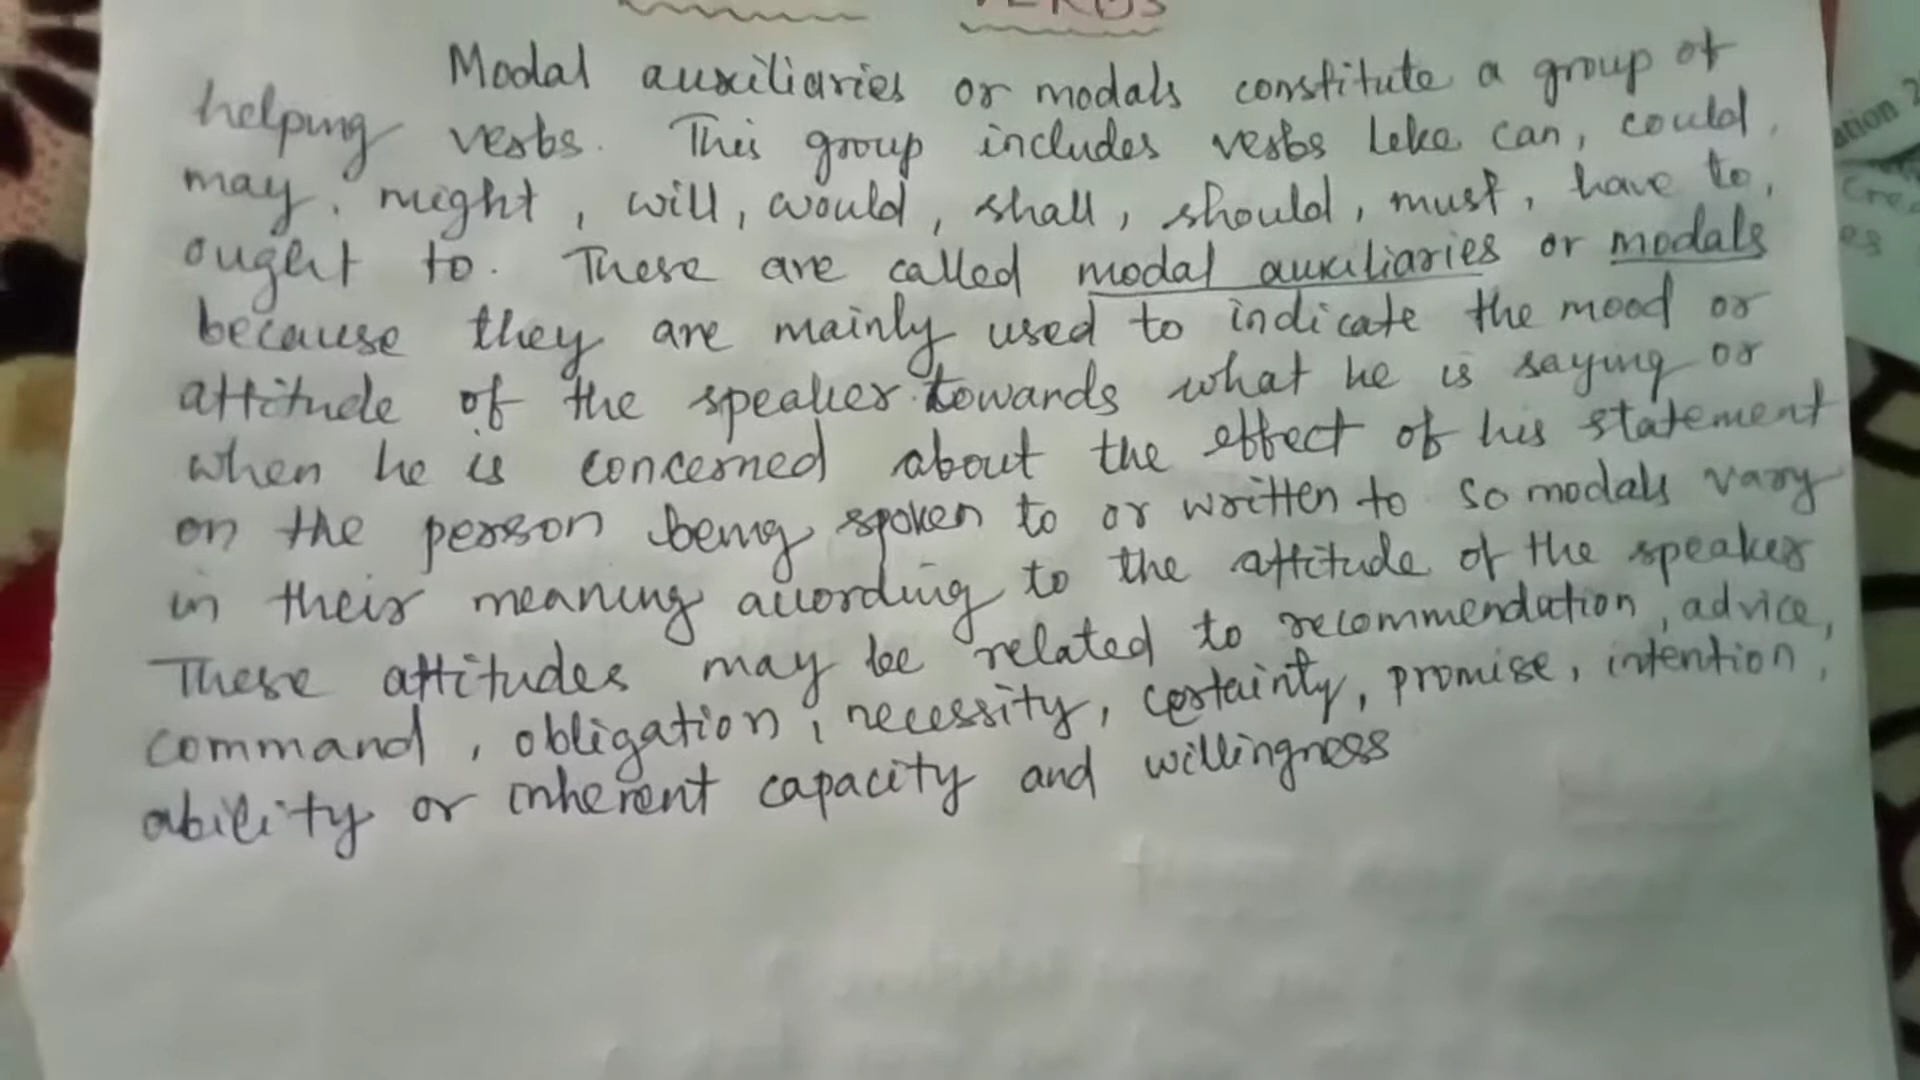 VERBS
Modal auxiliaries or modals constitute a group of
helping verbs. This group includes verbs like can, could,
may, might, will, would, shall, should, must, have to,
ought to. These are called modal auxiliaries or modals
because they are mainly used to indicate the mood or
attitude of the speaker towards what he is saying or
when he is concerned about the effect of his statement
on the person being spoken to or written to so modals vary
in their meaning according to the attitude of the speaker
These attitudes may be related to recommendation, advice,
command, obligation, necessity, certainty, promise, intention,
ability or inherent capacity and willingness